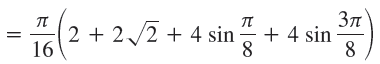 = π/16 (2 + 2√2 + 4 sin π/8 + 4 sin 3π/8)